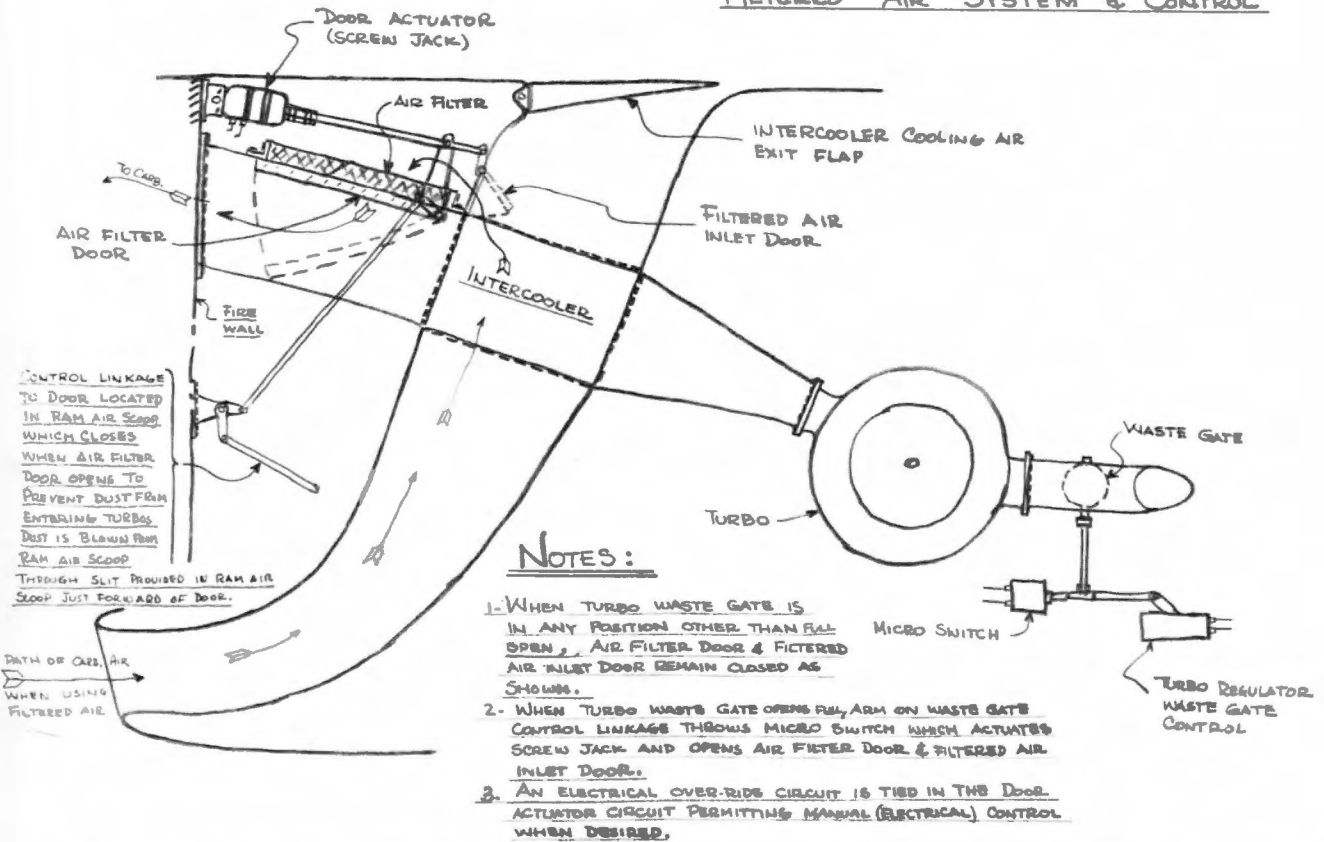 AIR SYSTEM & CONTROL
DOOR ACTUATOR
(SCREW JACK)
AIR FILTER
INTERCOOLER COOLING AIR
EXIT FLAP
TO CARB.
AIR FILTER
DOOR
FILTERED AIR
INLET DOOR
INTERCOOLER
FIRE
WALL
CONTROL LINKAGE
TO DOOR LOCATED
IN RAM AIR SCOOP
WHICH CLOSES
WHEN AIR FILTER
DOOR OPENS TO
PREVENT DUST FROM
ENTERING TURBOS
DUST IS BLOWN FROM
RAM AIR SCOOP
THROUGH SLIT PROVIDED IN RAM AIR
SCOOP JUST FORWARD OF DOOR.
WASTE GATE
TURBO
MICRO SWITCH
TURBO REGULATOR
WASTE GATE
CONTROL
PATH OF CARB. AIR
WHEN USING
FILTERED AIR
NOTES:
1- WHEN TURBO WASTE GATE IS
IN ANY POSITION OTHER THAN FULL
OPEN, AIR FILTER DOOR & FILTERED
AIR INLET DOOR REMAIN CLOSED AS
SHOWN.
2- WHEN TURBO WASTE GATE OPENS FULL, ARM ON WASTE GATE
CONTROL LINKAGE THROWS MICRO SWITCH WHICH ACTUATES
SCREW JACK AND OPENS AIR FILTER DOOR & FILTERED AIR
INLET DOOR.
3. AN ELECTRICAL OVER-RIDE CIRCUIT IS TIED IN THE DOOR
ACTUATOR CIRCUIT PERMITTING MANUAL (ELECTRICAL) CONTROL
WHEN DESIRED.